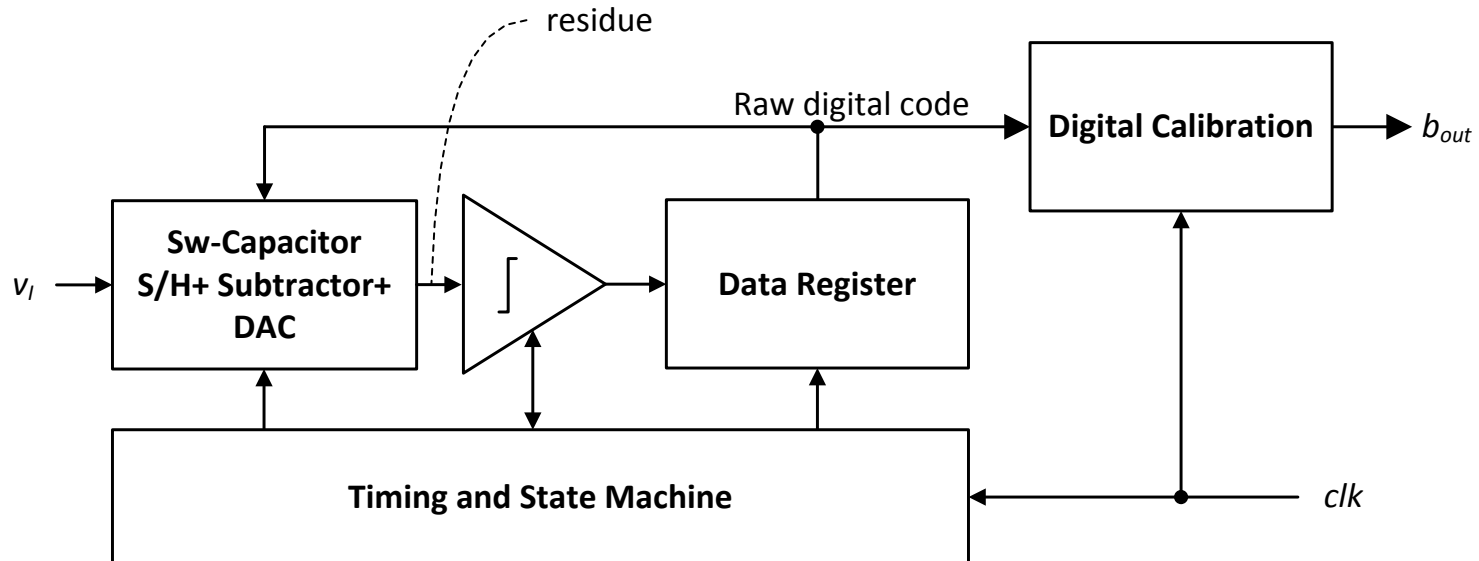 residue
Raw digital code
Digital Calibration
b_out
Sw-Capacitor
S/H+ Subtractor+
DAC
v_I
Data Register
Timing and State Machine
clk